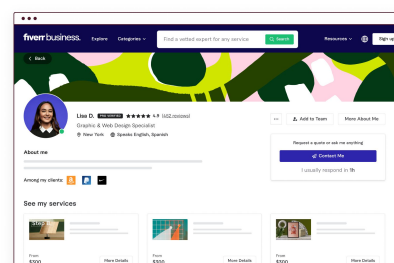 fiverr business.
Explore
Categories
Find a vetted expert for any service
Search
Resources
Sign up
< Back
Lisa D. PRO VERIFIED ★★★★★ 4.9 (402 reviews)
Graphic & Web Design Specialist
New York Speaks English, Spanish
Add to Team
More About Me
Request a quote or ask me anything
Contact Me
I usually respond in 1h
About me
Among my clients:
See my services
From
$300
More Details
From
$300
More Details
From
$300
More Details